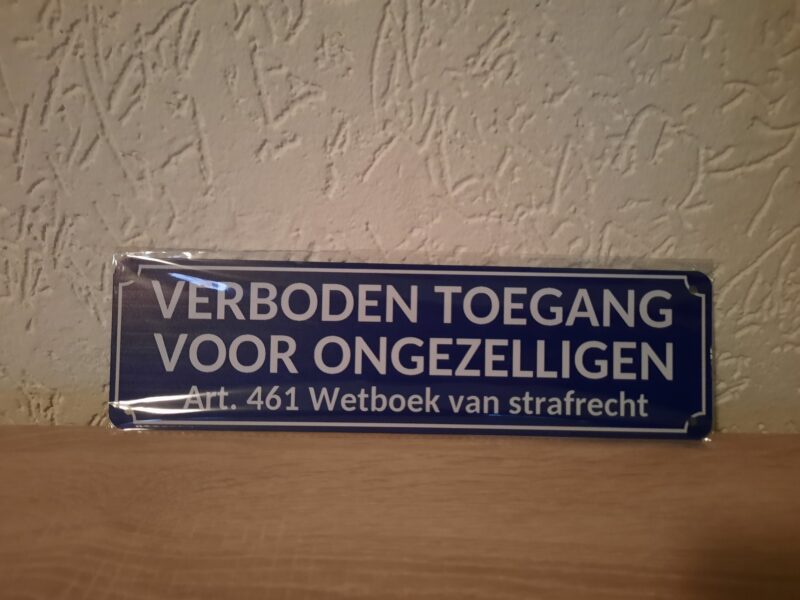 VERBODEN TOEGANG
VOOR ONGEZELLIGEN
Art. 461 Wetboek van strafrecht